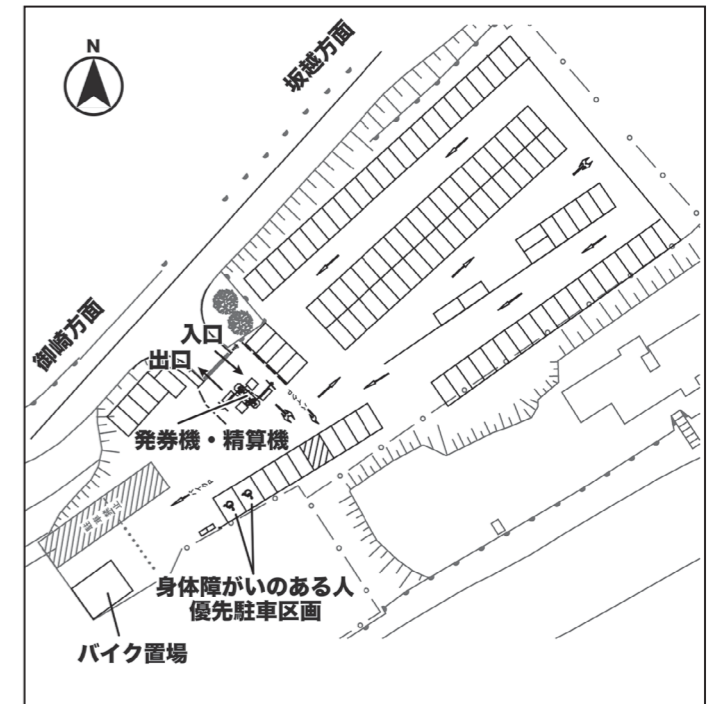 N
坂越方面
御崎方面
入口
出口
発券機・精算機
身体障がいのある人
優先駐車区画
バイク置場